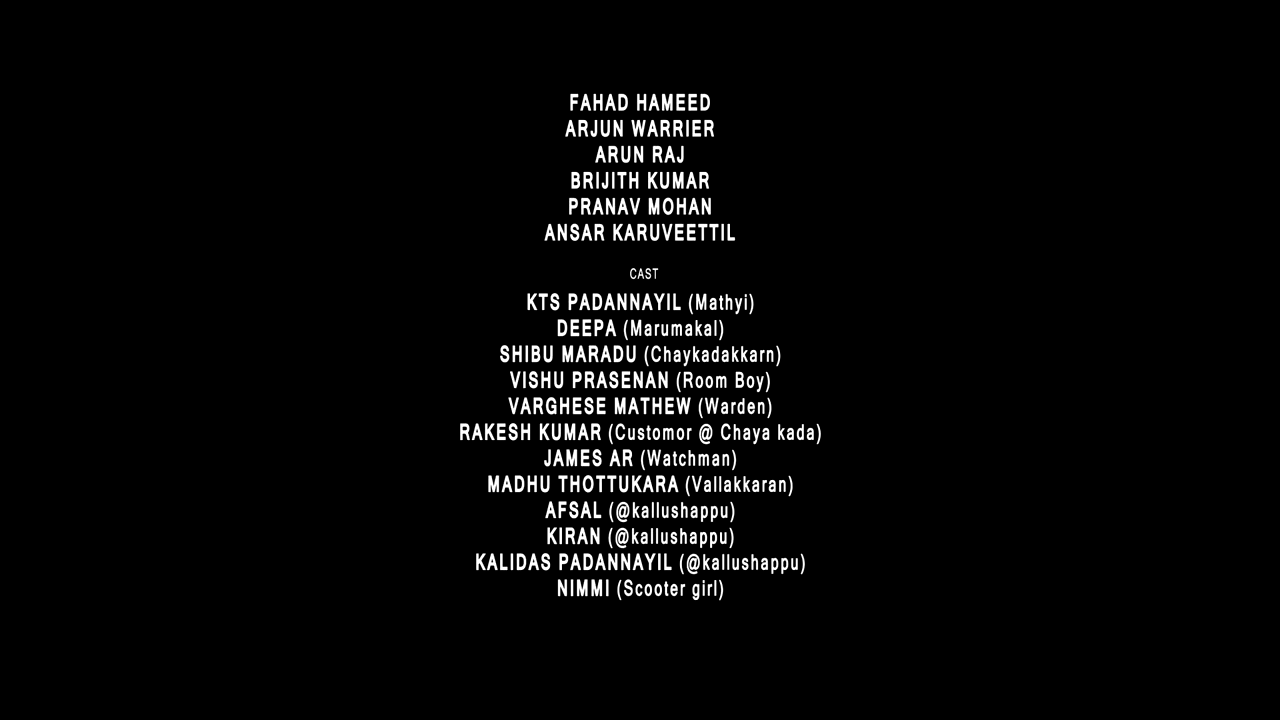 FAHAD HAMEED
ARJUN WARRIER
ARUN RAJ
BRIJITH KUMAR
PRANAV MOHAN
ANSAR KARUVEETTIL
CAST
KTS PADANNAYIL (Mathyi)
DEEPA (Marumakal)
SHIBU MARADU (Chaykadakkarn)
VISHU PRASENAN (Room Boy)
VARGHESE MATHEW (Warden)
RAKESH KUMAR (Customor @ Chaya kada)
JAMES AR (Watchman)
MADHU THOTTUKARA (Vallakkaran)
AFSAL (@kallushappu)
KIRAN (@kallushappu)
KALIDAS PADANNAYIL (@kallushappu)
NIMMI (Scooter girl)